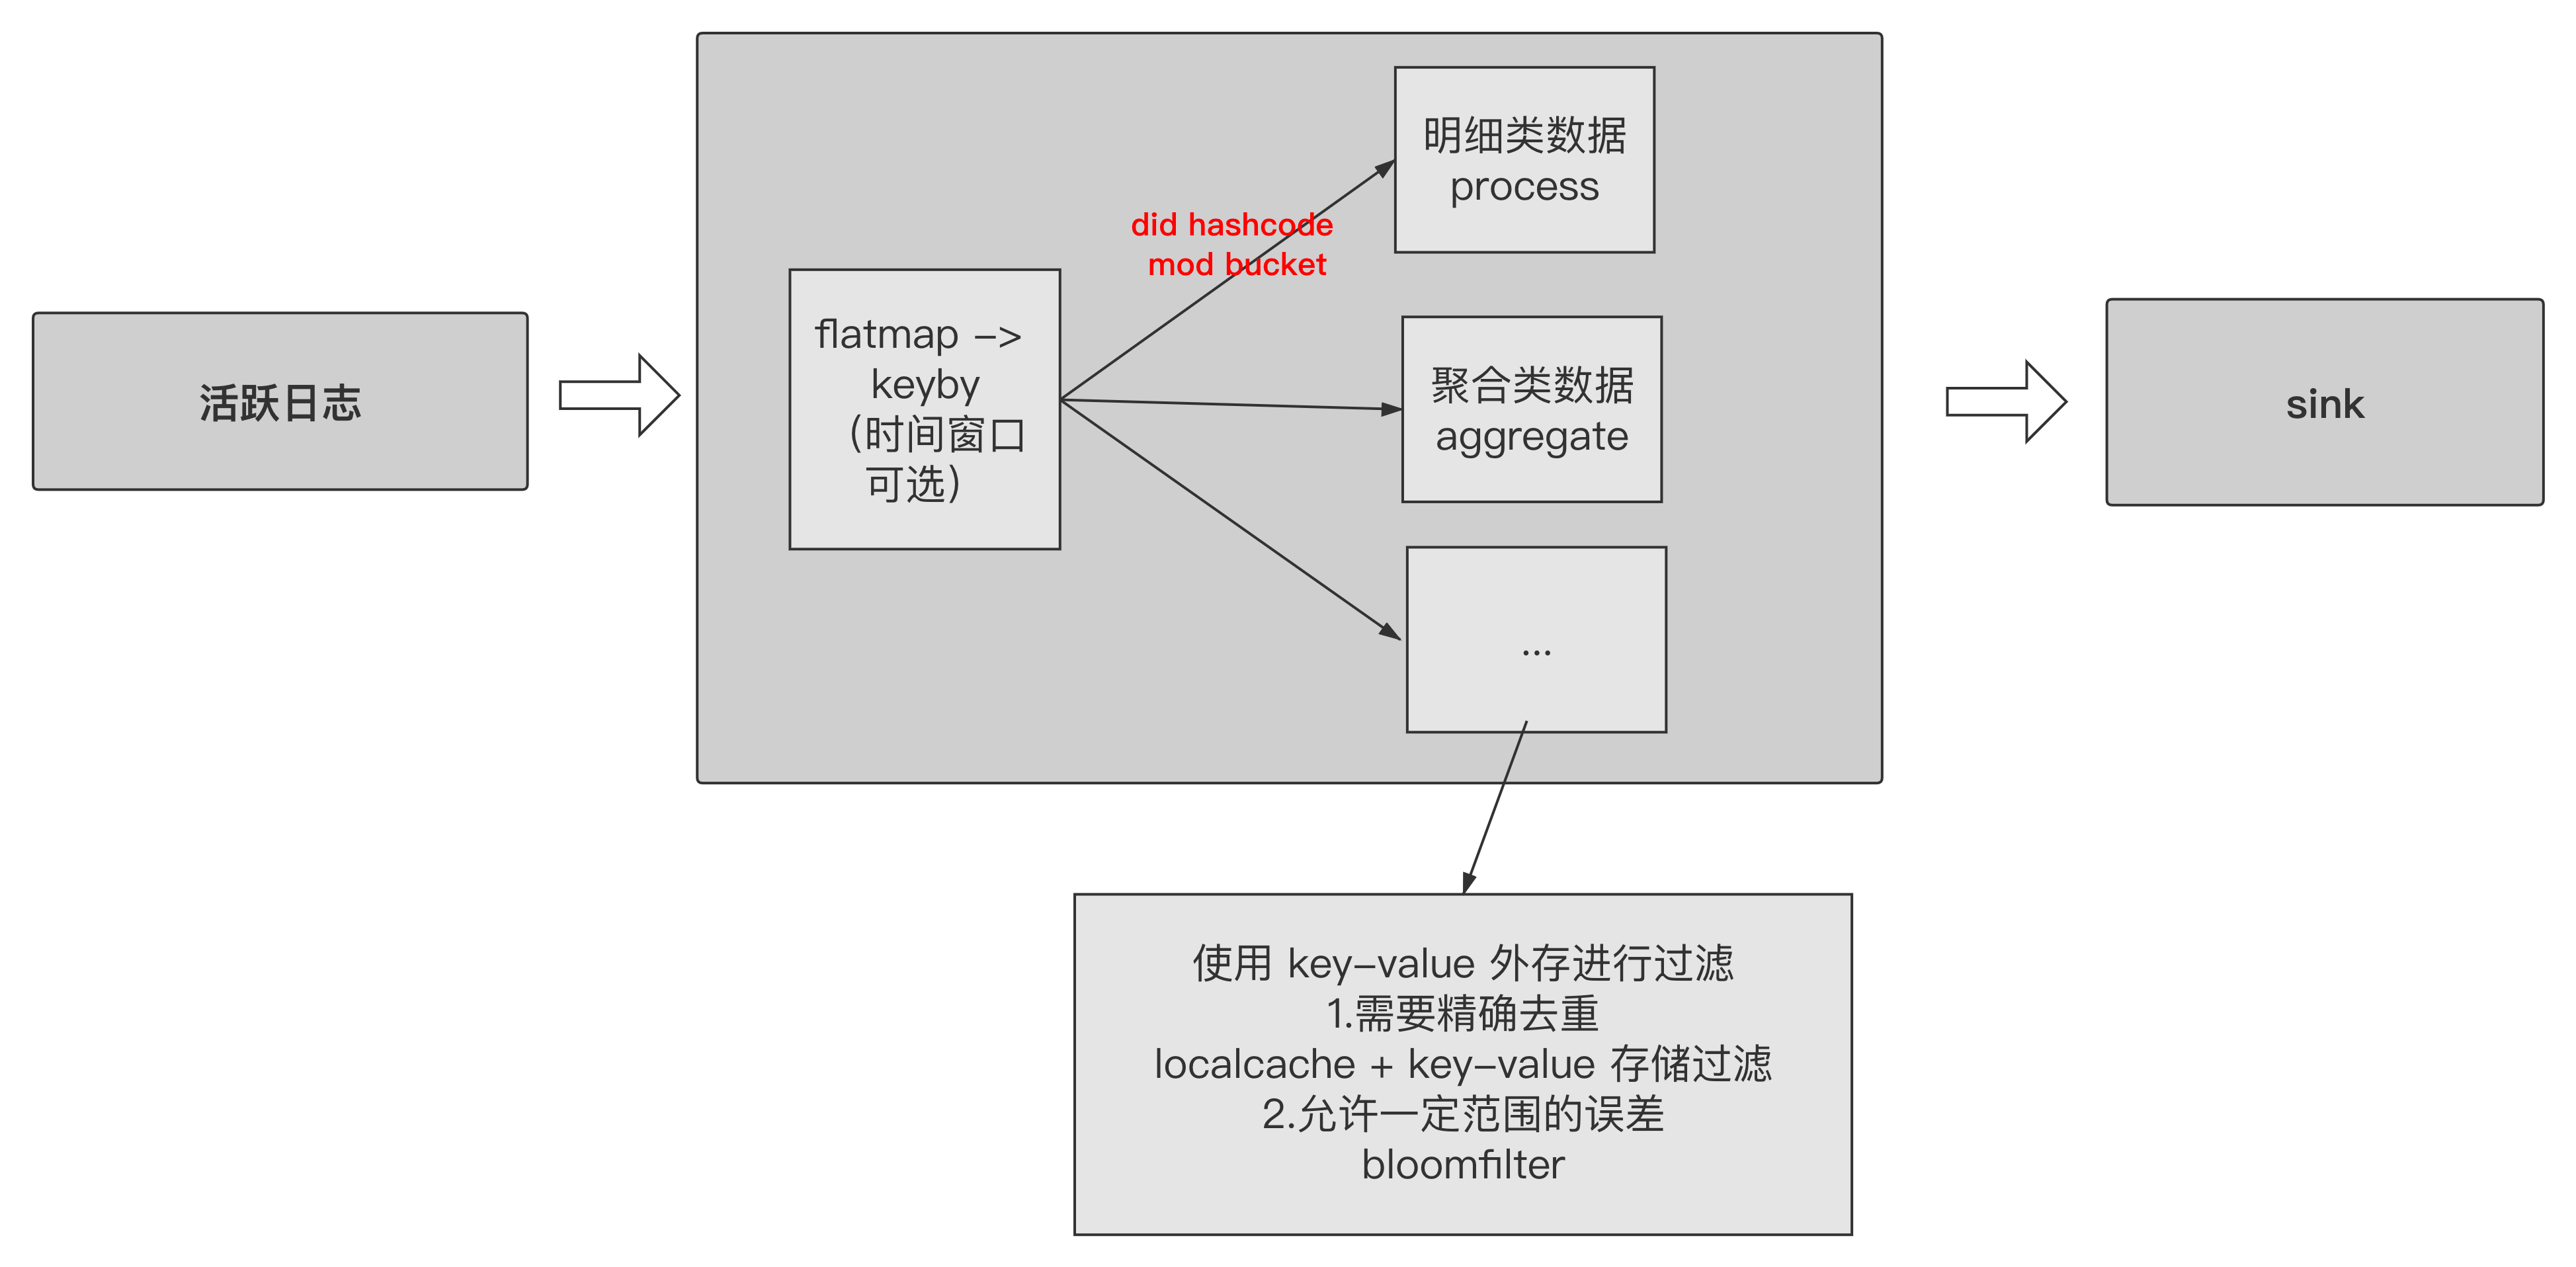 活跃日志
flatmap –>
keyby
（时间窗口
可选）
did hashcode
mod bucket
明细类数据
process
聚合类数据
aggregate
...
使用 key–value 外存进行过滤
1.需要精确去重
localcache + key–value 存储过滤
2.允许一定范围的误差
bloomfilter
sink